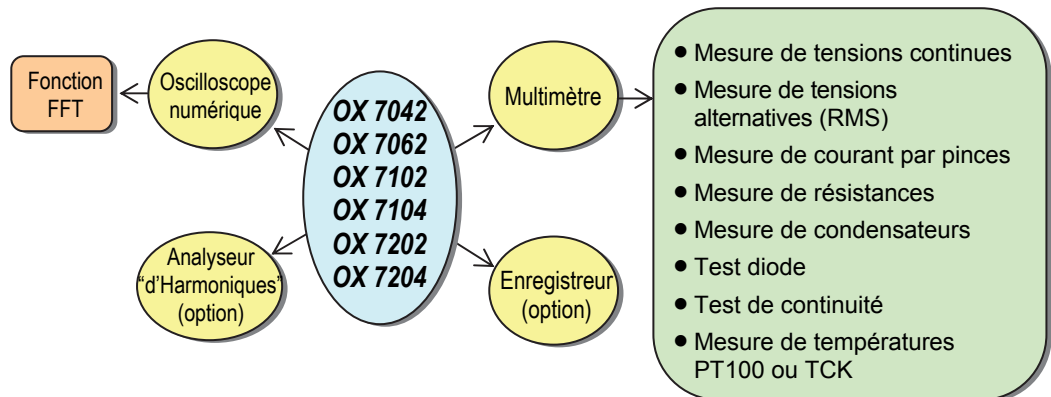 Fonction
FFT
Oscilloscope
numérique
OX 7042
OX 7062
OX 7102
OX 7104
OX 7202
OX 7204
Analyseur
“d’Harmoniques”
(option)
Multimètre
Enregistreur
(option)
• Mesure de tensions continues
• Mesure de tensions
alternatives (RMS)
• Mesure de courant par pinces
• Mesure de résistances
• Mesure de condensateurs
• Test diode
• Test de continuité
• Mesure de températures
PT100 ou TCK